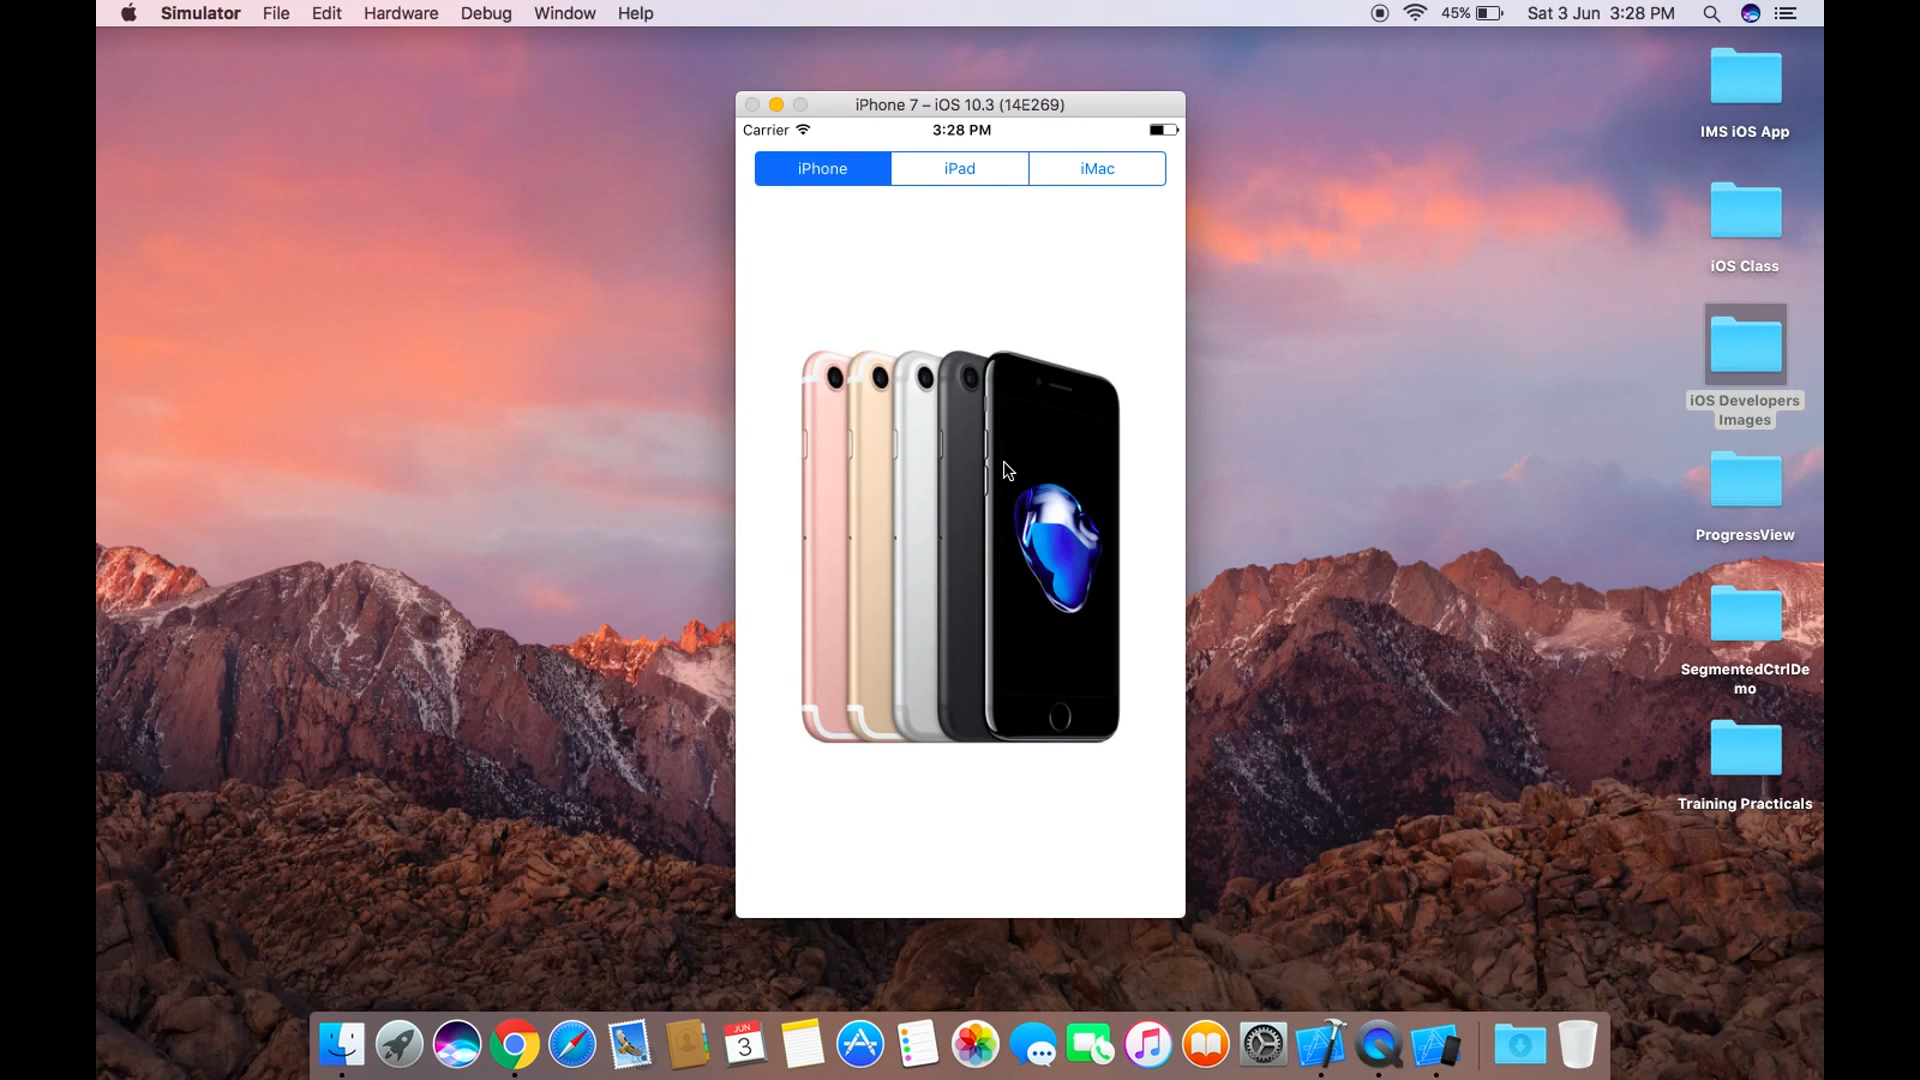 Simulator File Edit Hardware Debug Window Help 45% Sat 3 Jun 3:28 PM
iPhone 7 – iOS 10.3 (14E269)
Carrier 3:28 PM
iPhone iPad iMac
IMS iOS App
iOS Class
iOS Developers
Images
ProgressView
SegmentedCtrlDe
mo
Training Practicals
JUN
3